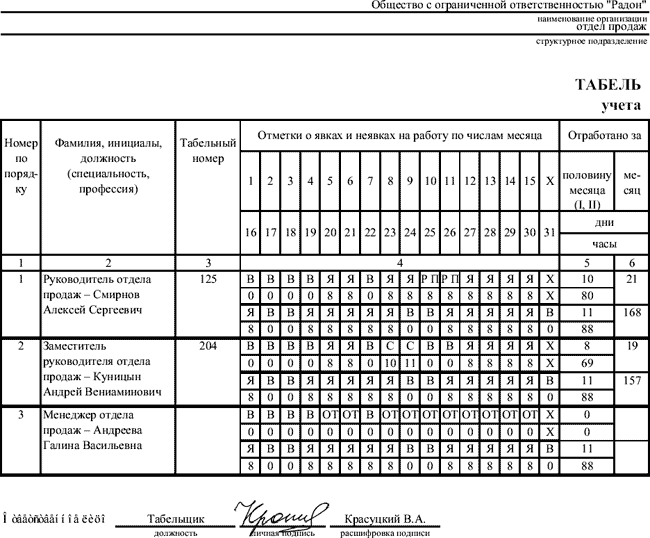 Общество с ограниченной ответственностью "Радон"
наименование организации
отдел продаж
структурное подразделение
ТАБЕЛЬ
учета
Номер по поряд- ку Фамилия, инициалы, должность (специальность, профессия) Табельный номер Отметки о явках и неявках на работу по числам месяца Отработано за
1 2 3 4 5 6 7 8 9 10 11 12 13 14 15 X половину месяца (I, II) ме- сяц
16 17 18 19 20 21 22 23 24 25 26 27 28 29 30 31 дни
часы
1 2 3 4 5 6
1 Руководитель отдела 125 В В В В Я Я В Я Я РП РП Я Я Я Я X 10 21
продаж – Смирнов 0 0 0 0 8 8 0 8 8 8 8 8 8 8 8 X 80
Алексей Сергеевич Я В В Я Я Я Я Я В В Я Я Я Я Я В 11 168
8 0 0 8 8 8 8 8 0 0 8 8 8 8 8 0 88
2 Заместитель 204 В В В В Я Я В С С В В Я Я Я Я X 8 19
руководителя отдела 0 0 0 0 8 8 0 10 11 0 0 8 8 8 8 X 69
продаж – Куницын Я В В Я Я Я Я Я В В Я Я Я Я Я В 11 157
Андрей Вениаминович 8 0 0 8 8 8 8 8 0 0 8 8 8 8 8 0 88
3 Менеджер отдела В В В В ОТ ОТ В ОТ ОТ ОТ ОТ ОТ ОТ ОТ ОТ X 0
продаж – Андреева 0 0 0 0 0 0 0 0 0 0 0 0 0 0 0 X 0
Галина Васильевна Я В В Я Я Я Я Я В В Я Я Я Я Я В 11
8 0 0 8 8 8 8 8 0 0 8 8 8 8 8 0 88
Табельщик Красуцкий В.А.
должность личная подпись расшифровка подписи